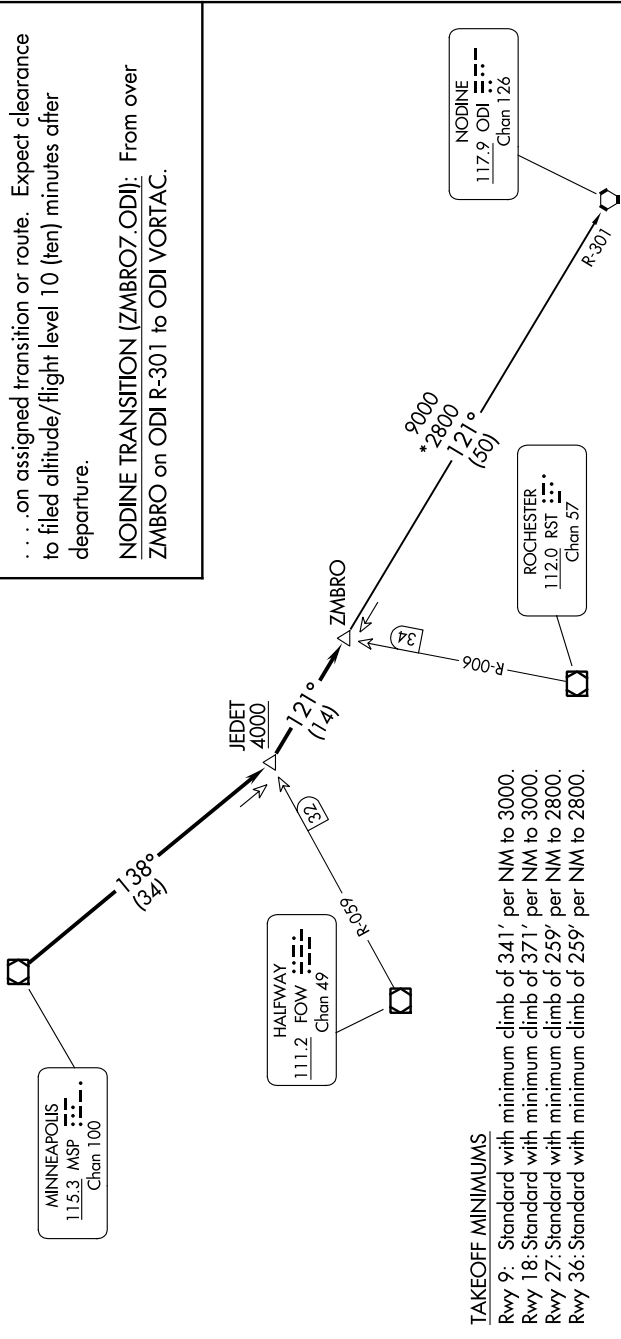 . . . .on assigned transition or route. Expect clearance
to filed altitude/flight level 10 (ten) minutes after
departure.
NODINE TRANSITION (ZMBRO7.ODI): From over
ZMBRO on ODI R-301 to ODI VORTAC.
MINNEAPOLIS
115.3 MSP
Chan 100
138°
(34)
JEDET
4000
121°
(14)
ZMBRO
HALFWAY
111.2 FOW
Chan 49
R-059
32
R-006
34
ROCHESTER
112.0 RST
Chan 57
9000
*2800
121°
(50)
NODINE
117.9 ODI
Chan 126
R-301
TAKEOFF MINIMUMS
Rwy 9: Standard with minimum climb of 341' per NM to 3000.
Rwy 18: Standard with minimum climb of 371' per NM to 3000.
Rwy 27: Standard with minimum climb of 259' per NM to 2800.
Rwy 36: Standard with minimum climb of 259' per NM to 2800.